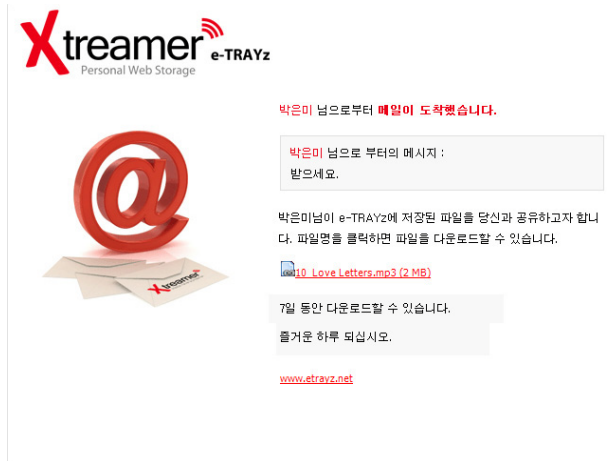 Xtreamer e-TRAYz
Personal Web Storage
박은미 님으로부터 메일이 도착했습니다.
박은미 님으로 부터의 메시지 :
받으세요.
박은미님이 e-TRAYz에 저장된 파일을 당신과 공유하고자 합니
다. 파일명을 클릭하면 파일을 다운로드할 수 있습니다.
10_Love Letters.mp3 (2 MB)
Xtreamer
7일 동안 다운로드할 수 있습니다.
즐거운 하루 되십시오.
www.etrayz.net